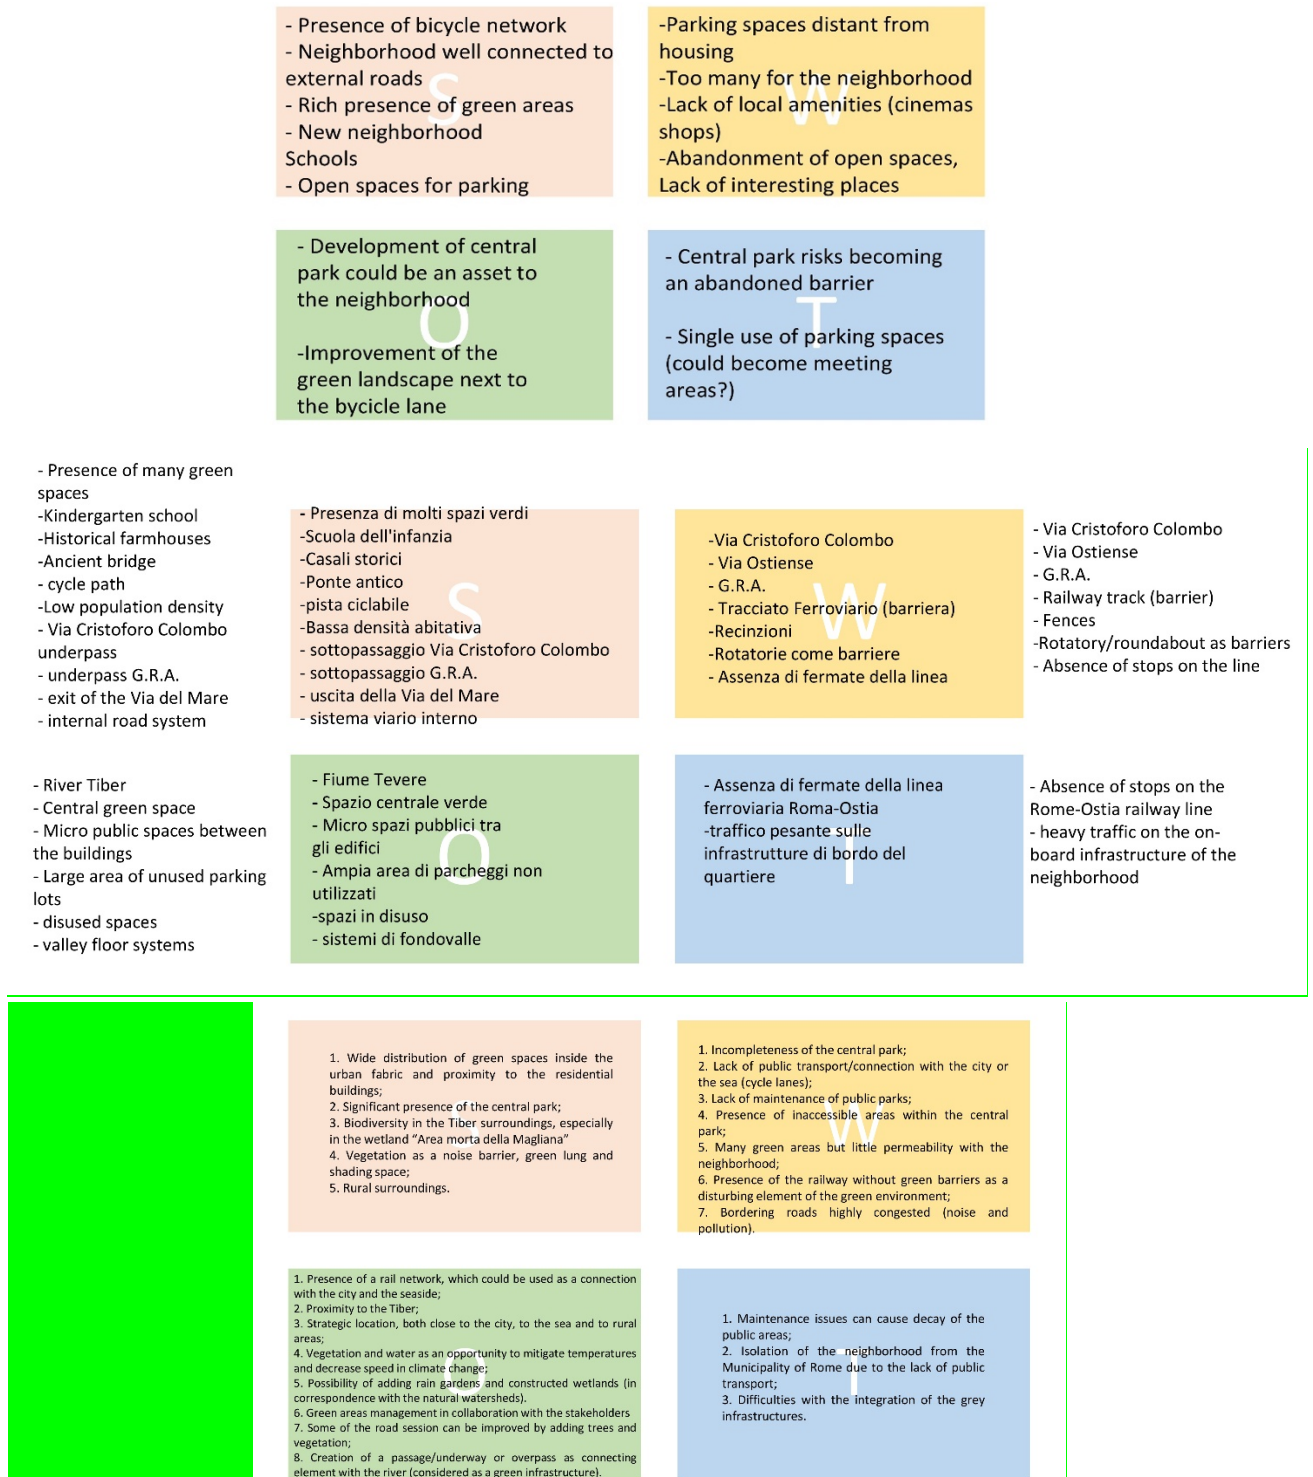 - Presence of bicycle network
- Neighborhood well connected to
external roads
- Rich presence of green areas
- New neighborhood
Schools
- Open spaces for parking
S
-Parking spaces distant from
housing
-Too many for the neighborhood
-Lack of local amenities (cinemas
shops)
-Abandonment of open spaces,
Lack of interesting places
W
- Development of central
park could be an asset to
the neighborhood
-Improvement of the
green landscape next to
the bycicle lane
O
- Central park risks becoming
an abandoned barrier
- Single use of parking spaces
(could become meeting
areas?)
T
- Presence of many green
spaces
-Kindergarten school
-Historical farmhouses
-Ancient bridge
- cycle path
-Low population density
- Via Cristoforo Colombo
underpass
- underpass G.R.A.
- exit of the Via del Mare
- internal road system
- Presenza di molti spazi verdi
-Scuola dell'infanzia
-Casali storici
-Ponte antico
-pista ciclabile
-Bassa densità abitativa
- sottopassaggio Via Cristoforo Colombo
- sottopassaggio G.R.A.
- uscita della Via del Mare
- sistema viario interno
S
-Via Cristoforo Colombo
- Via Ostiense
- G.R.A.
- Tracciato Ferroviario (barriera)
-Recinzioni
-Rotatorie come barriere
- Assenza di fermate della linea
W
- Via Cristoforo Colombo
- Via Ostiense
- G.R.A.
- Railway track (barrier)
- Fences
-Rotatory/roundabout as barriers
- Absence of stops on the line
- River Tiber
- Central green space
- Micro public spaces between
the buildings
- Large area of unused parking
lots
- disused spaces
- valley floor systems
- Fiume Tevere
- Spazio centrale verde
- Micro spazi pubblici tra
gli edifici
- Ampia area di parcheggi non
utilizzati
-spazi in disuso
- sistemi di fondovalle
O
- Assenza di fermate della linea
ferroviaria Roma-Ostia
-traffico pesante sulle
infrastrutture di bordo del
quartiere
T
- Absence of stops on the
Rome-Ostia railway line
- heavy traffic on the on-
board infrastructure of the
neighborhood
1. Wide distribution of green spaces inside the
urban fabric and proximity to the residential
buildings;
2. Significant presence of the central park;
3. Biodiversity in the Tiber surroundings, especially
in the wetland “Area morta della Magliana”
4. Vegetation as a noise barrier, green lung and
shading space;
5. Rural surroundings.
S
1. Incompleteness of the central park;
2. Lack of public transport/connection with the city or
the sea (cycle lanes);
3. Lack of maintenance of public parks;
4. Presence of inaccessible areas within the central
park;
5. Many green areas but little permeability with the
neighborhood;
6. Presence of the railway without green barriers as a
disturbing element of the green environment;
7. Bordering roads highly congested (noise and
pollution).
W
1. Presence of a rail network, which could be used as a connection
with the city and the seaside;
2. Proximity to the Tiber;
3. Strategic location, both close to the city, to the sea and to rural
areas;
4. Vegetation and water as an opportunity to mitigate temperatures
and decrease speed in climate change;
5. Possibility of adding rain gardens and constructed wetlands (in
correspondence with the natural watersheds).
6. Green areas management in collaboration with the stakeholders
7. Some of the road session can be improved by adding trees and
vegetation;
8. Creation of a passage/underway or overpass as connecting
element with the river (considered as a green infrastructure).
O
1. Maintenance issues can cause decay of the
public areas;
2. Isolation of the neighborhood from the
Municipality of Rome due to the lack of public
transport;
3. Difficulties with the integration of the grey
infrastructures.
T